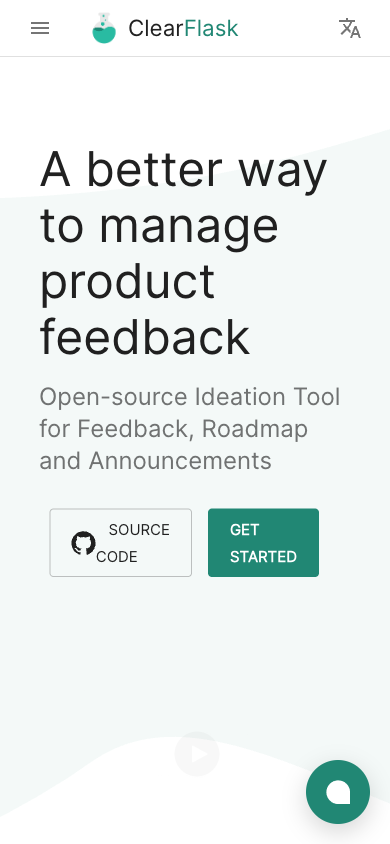 ClearFlask
A better way
to manage
product
feedback
Open-source Ideation Tool
for Feedback, Roadmap
and Announcements
SOURCE
CODE
GET
STARTED